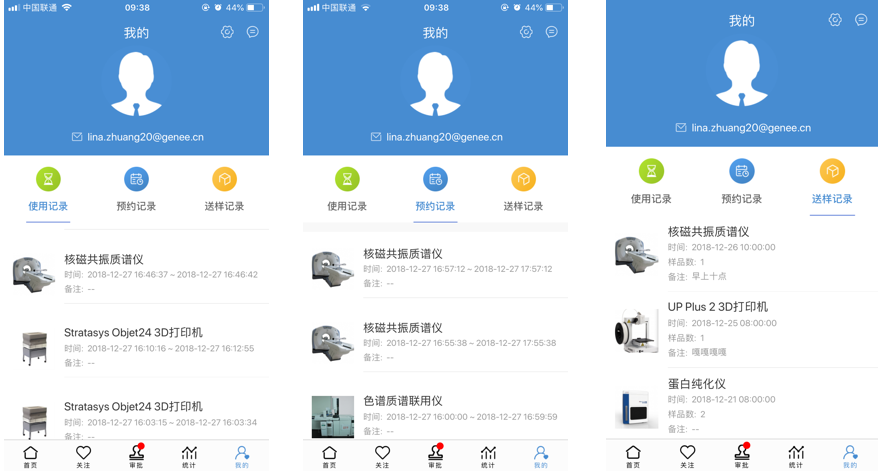 中国联通 09:38 44%
我的
lina.zhuang20@genee.cn
使用记录 预约记录 送样记录
核磁共振质谱仪
时间: 2018-12-27 16:46:37 ~ 2018-12-27 16:46:42
备注: --
Stratasys Objet24 3D打印机
时间: 2018-12-27 16:10:16 ~ 2018-12-27 16:12:55
备注: --
Stratasys Objet24 3D打印机
时间: 2018-12-27 16:03:15 ~ 2018-12-27 16:03:34
备注: --
首页 关注 审批 统计 我的
中国联通 09:38 44%
我的
lina.zhuang20@genee.cn
使用记录 预约记录 送样记录
核磁共振质谱仪
时间: 2018-12-27 16:57:12 ~ 2018-12-27 17:57:12
备注: --
核磁共振质谱仪
时间: 2018-12-27 16:55:38 ~ 2018-12-27 17:55:38
备注: --
色谱质谱联用仪
时间: 2018-12-27 16:00:00 ~ 2018-12-27 16:59:59
备注: --
首页 关注 审批 统计 我的
我的
lina.zhuang20@genee.cn
使用记录 预约记录 送样记录
核磁共振质谱仪
时间: 2018-12-26 10:00:00
样品数: 1
备注: 早上十点
UP Plus 2 3D打印机
时间: 2018-12-25 08:00:00
样品数: 1
备注: 嘎嘎嘎嘎
蛋白纯化仪
时间: 2018-12-21 08:00:00
样品数: 2
备注: --
首页 关注 审批 统计 我的